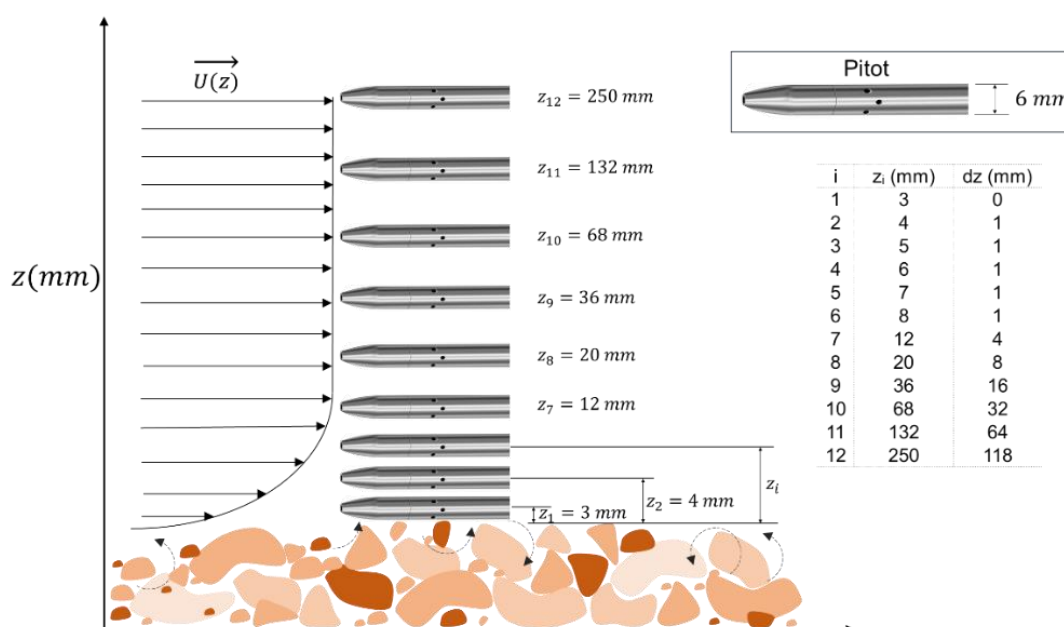 U(z)
z₁₂ = 250 mm
Pitot
6 mm
z₁₁ = 132 mm
i zᵢ (mm) dz (mm)
1 3 0
2 4 1
3 5 1
4 6 1
5 7 1
6 8 1
7 12 4
8 20 8
9 36 16
10 68 32
11 132 64
12 250 118
z₁₀ = 68 mm
z(mm)
z₉ = 36 mm
z₈ = 20 mm
z₇ = 12 mm
zᵢ
z₂ = 4 mm
z₁ = 3 mm